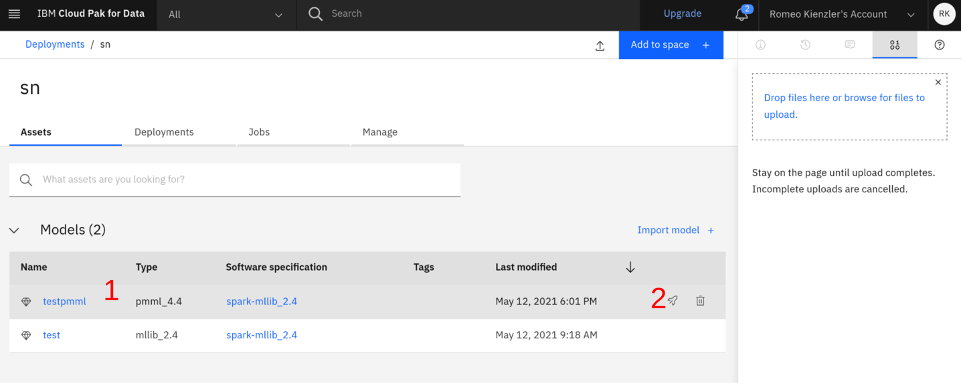 IBM Cloud Pak for Data All Search Upgrade 2 Romeo Kienzler's Account RK
Deployments / sn Add to space +
sn
Assets Deployments Jobs Manage
What assets are you looking for?
Models (2) Import model +
Name Type Software specification Tags Last modified
testpmml 1 pmml_4.4 spark-mllib_2.4 May 12, 2021 6:01 PM 2
test mllib_2.4 spark-mllib_2.4 May 12, 2021 9:18 AM
Drop files here or browse for files to
upload.
Stay on the page until upload completes.
Incomplete uploads are cancelled.